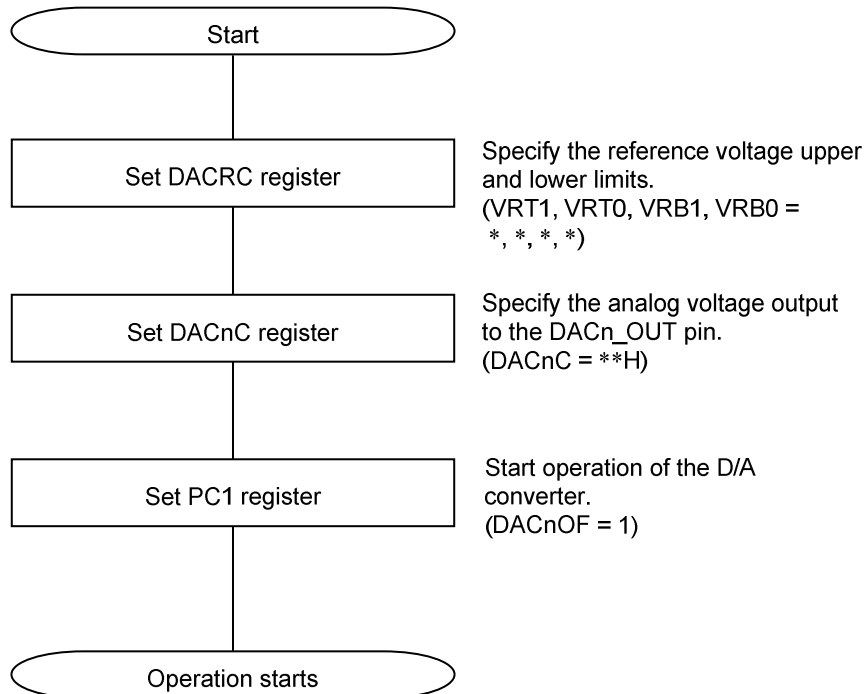 Start
Set DACRC register
Specify the reference voltage upper
and lower limits.
(VRT1, VRT0, VRB1, VRB0 =
*, *, *, *)
Set DACnC register
Specify the analog voltage output
to the DACn_OUT pin.
(DACnC = **H)
Set PC1 register
Start operation of the D/A
converter.
(DACnOF = 1)
Operation starts